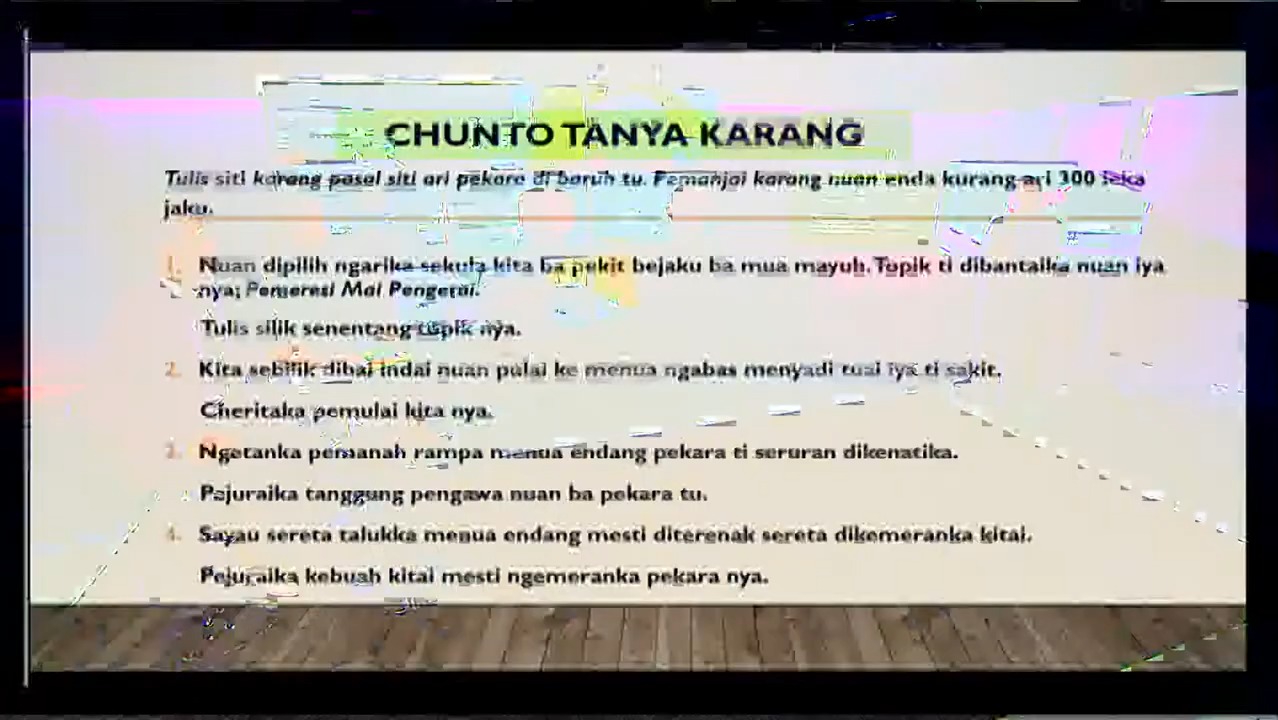 CHUNTO TANYA KARANG
Tulis siti karang pasal siti ari pekara di baruh tu. Pemanjai karang nuan enda kurang ari 300 leka
jaku.
1. Nuan dipilih ngarika sekula kita ba pekit bejaku ba mua mayuh. Topik ti dibantaika nuan iya
nya; Pemeresi Mai Pengerai.
Tulis silik senentang topik nya.
2. Kita sebilik dibai indai nuan pulai ke menua ngabas menyadi tuai iya ti sakit.
Cheritaka pemulai kita nya.
3. Ngetanka pemanah rampa menua endang pekara ti seruran dikenatika.
Pejuraika tanggung pengawa nuan ba pekara tu.
4. Sayau sereta talukka menua endang mesti diterenak sereta dikemeranka kitai.
Pejuraika kebuah kitai mesti ngemeranka pekara nya.